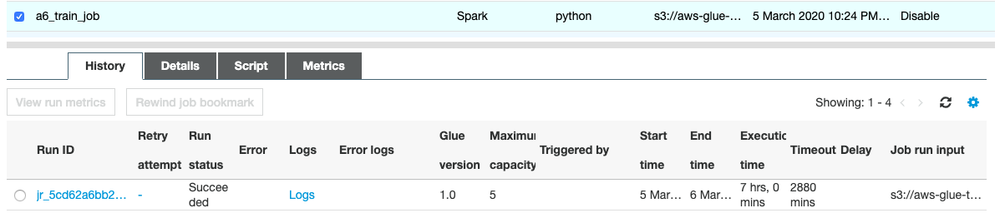 a6_train_job Spark python s3://aws-glue-... 5 March 2020 10:24 PM... Disable
History Details Script Metrics
View run metrics Rewind job bookmark Showing: 1 - 4
Run ID Retry attempt Run status Error Logs Error logs Glue version Maximu capacity Triggered by Start time End time Executic time Timeout Delay Job run input
jr_5cd62a6bb2... - Succeeded Logs 1.0 5 5 Mar... 6 Mar... 7 hrs, 0 mins 2880 mins s3://aws-glue-t...